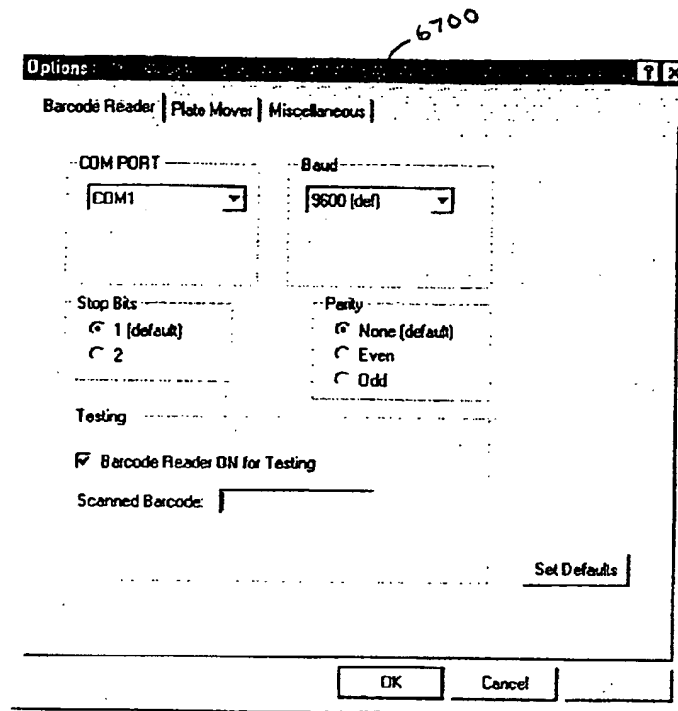 6700
Options
Barcode Reader Plate Mover Miscellaneous
COM PORT Baud
COM1 9600 (def)
Stop Bits Parity
1 (default) None (default)
2 Even
Odd
Testing
Barcode Reader ON for Testing
Scanned Barcode:
Set Defaults
OK Cancel